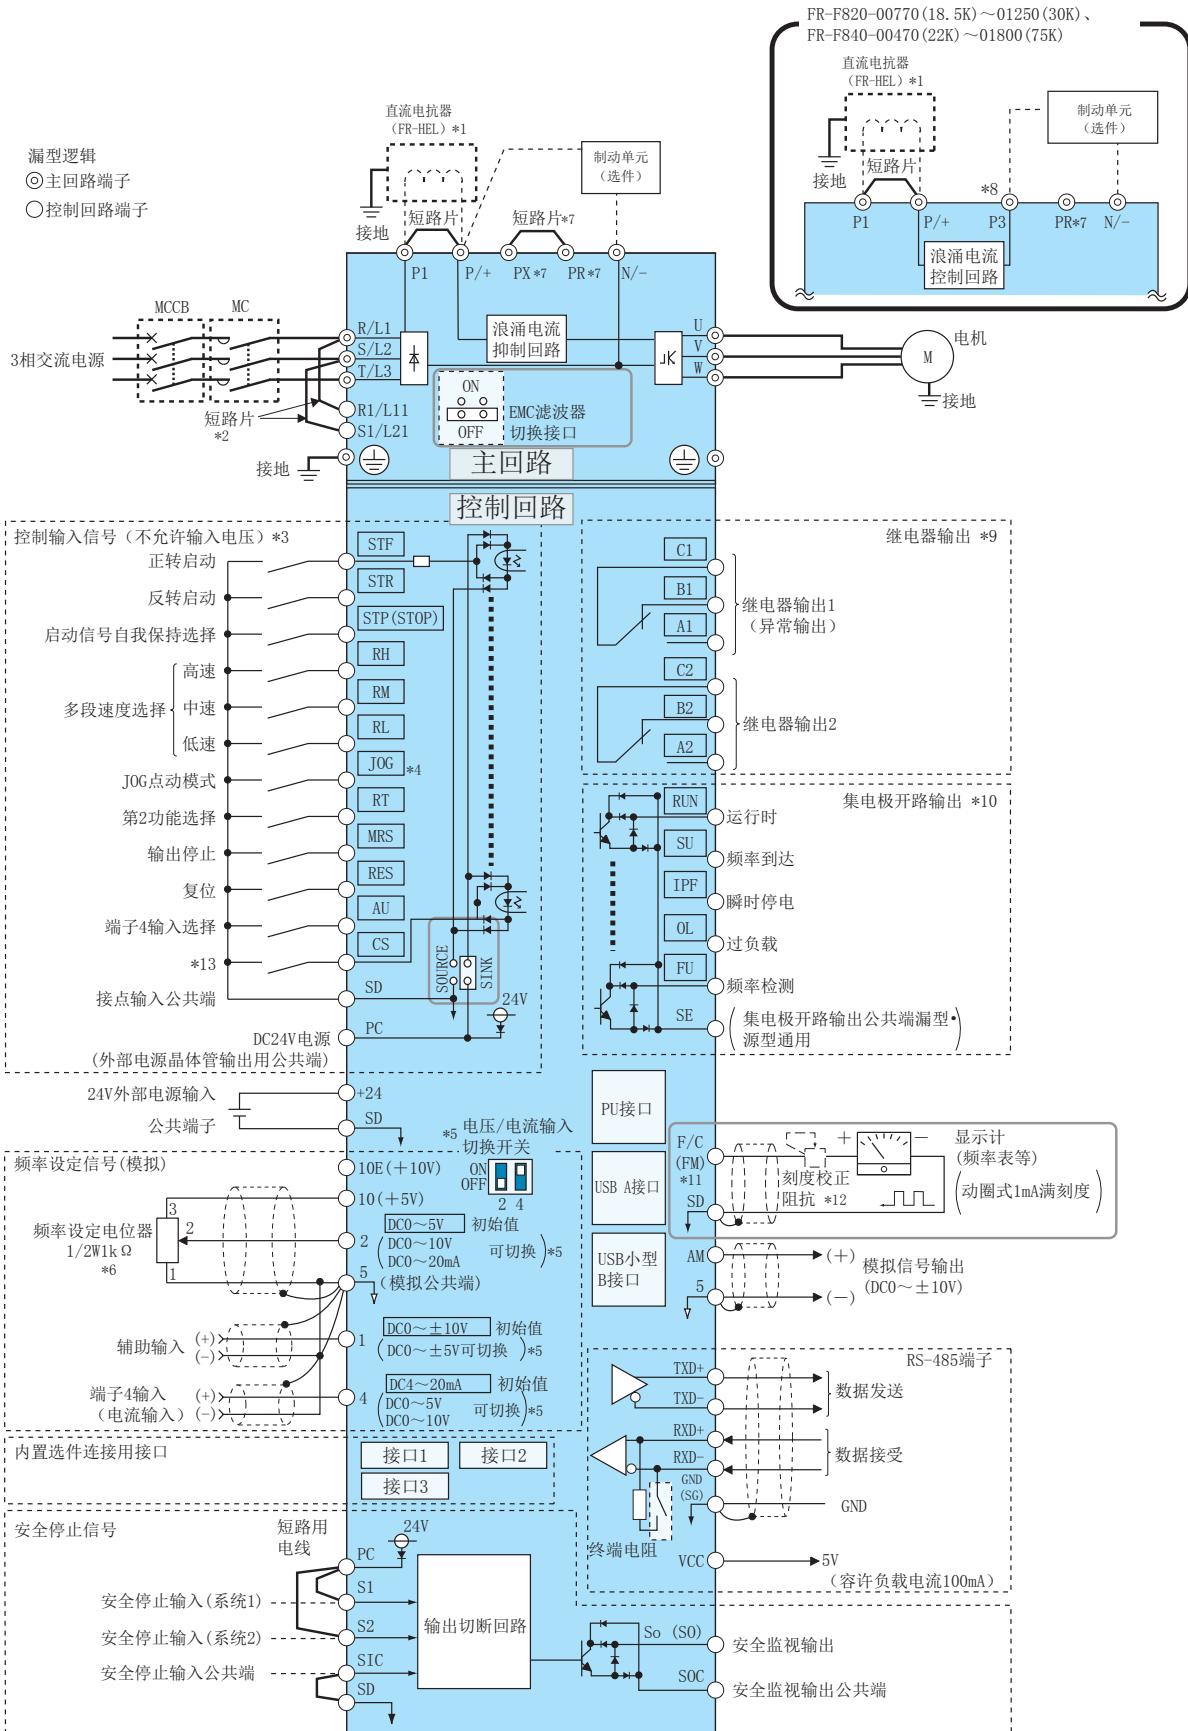 FR-F820-00770(18.5K)～01250(30K)、
FR-F840-00470(22K)～01800(75K)
直流电抗器
(FR-HEL)*1
制动单元
(选件)
接地
短路片
*8
P1
P/+
P3
PR*7
N/-
浪涌电流
控制回路
漏型逻辑
主回路端子
控制回路端子
直流电抗器
(FR-HEL)*1
制动单元
(选件)
接地
短路片
短路片*7
P1
P/+
PX*7
PR*7
N/-
MCCB
MC
3相交流电源
R/L1
S/L2
T/L3
R1/L11
S1/L21
短路片
*2
接地
浪涌电流
抑制回路
U
V
W
M
电机
接地
ON
OFF
EMC滤波器
切换接口
主回路
控制回路
控制输入信号（不允许输入电压）*3
正转启动
STF
反转启动
STR
启动信号自我保持选择
STP(STOP)
多段速度选择
高速
RH
中速
RM
低速
RL
JOG点动模式
JOG
*4
第2功能选择
RT
输出停止
MRS
复位
RES
端子4输入选择
AU
*13
CS
接点输入公共端
SD
SOURCE
SINK
24V
DC24V电源
(外部电源晶体管输出用公共端)
PC
24V外部电源输入
+24
公共端子
SD
继电器输出 *9
C1
B1
A1
继电器输出1
（异常输出）
C2
B2
A2
继电器输出2
集电极开路输出 *10
RUN
运行时
SU
频率到达
IPF
瞬时停电
OL
过负载
FU
频率检测
SE
集电极开路输出公共端漏型•
源型通用
PU接口
USB A接口
USB小型
B接口
*5
电压/电流输入
切换开关
ON
OFF
2 4
频率设定信号(模拟)
10E(＋10V)
10(＋5V)
频率设定电位器
1/2W1kΩ
*6
3
2
1
2
DC0～5V
初始值
DC0～10V
DC0～20mA
可切换
*5
5
(模拟公共端)
辅助输入
(+)
(-)
1
DC0～±10V
初始值
DC0～±5V可切换
*5
端子4输入
（电流输入）
(+)
(-)
4
DC4～20mA
初始值
DC0～5V
DC0～10V
可切换
*5
F/C
(FM)
*11
SD
+
-
刻度校正
阻抗 *12
显示计
(频率表等)
动圈式1mA满刻度
AM
5
(+)
(-)
模拟信号输出
(DC0～±10V)
RS-485端子
TXD+
TXD-
RXD+
RXD-
GND
(SG)
数据发送
数据接受
GND
终端电阻
VCC
5V
（容许负载电流100mA）
内置选件连接用接口
接口1
接口2
接口3
安全停止信号
短路用
电线
24V
PC
安全停止输入(系统1)
S1
安全停止输入(系统2)
S2
安全停止输入公共端
SIC
SD
输出切断回路
So (SO)
安全监视输出
SOC
安全监视输出公共端